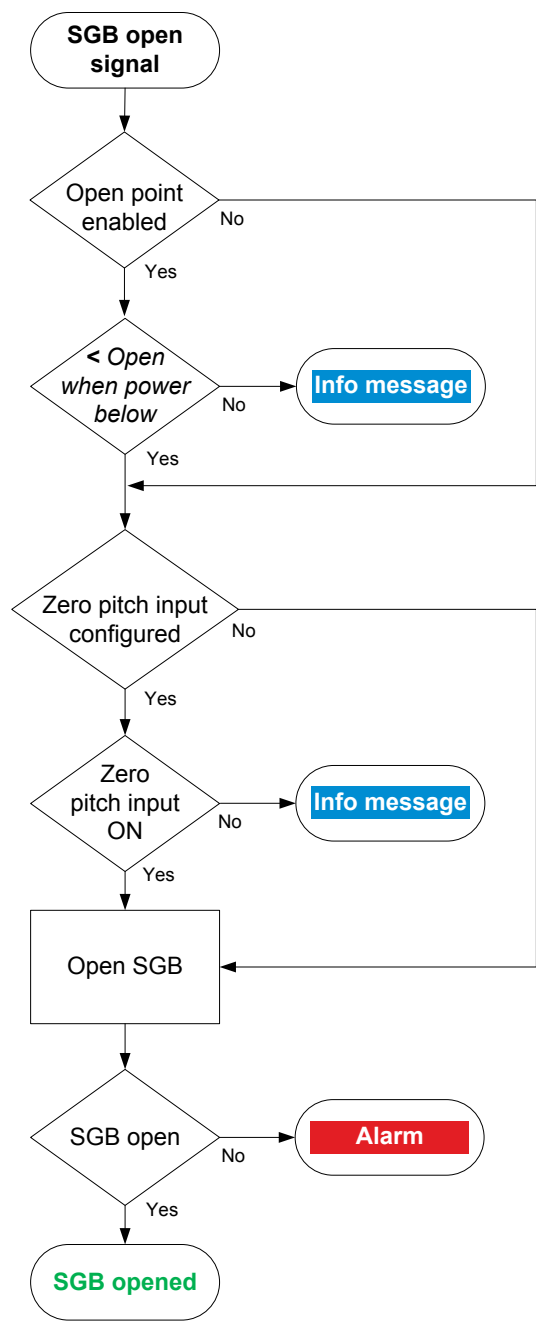 SGB open
signal
Open point
enabled
No
Yes
< Open
when power
below
No
Info message
Yes
Zero pitch input
configured
No
Yes
Zero
pitch input
ON
No
Info message
Yes
Open SGB
SGB open
No
Alarm
Yes
SGB opened